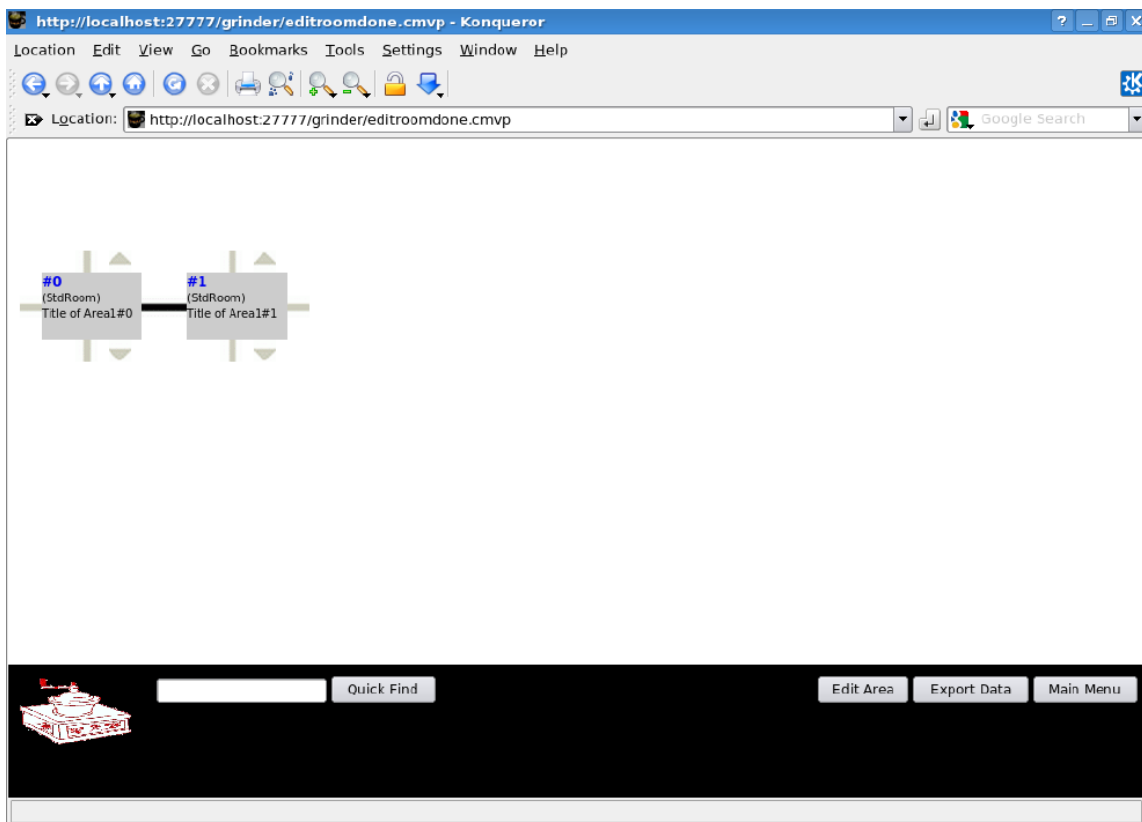 http://localhost:27777/grinder/editroomdone.cmvp - Konqueror
Location Edit View Go Bookmarks Tools Settings Window Help
Location: http://localhost:27777/grinder/editroomdone.cmvp Google Search
#0 #1
(StdRoom) (StdRoom)
Title of Area1#0 Title of Area1#1
Quick Find Edit Area Export Data Main Menu